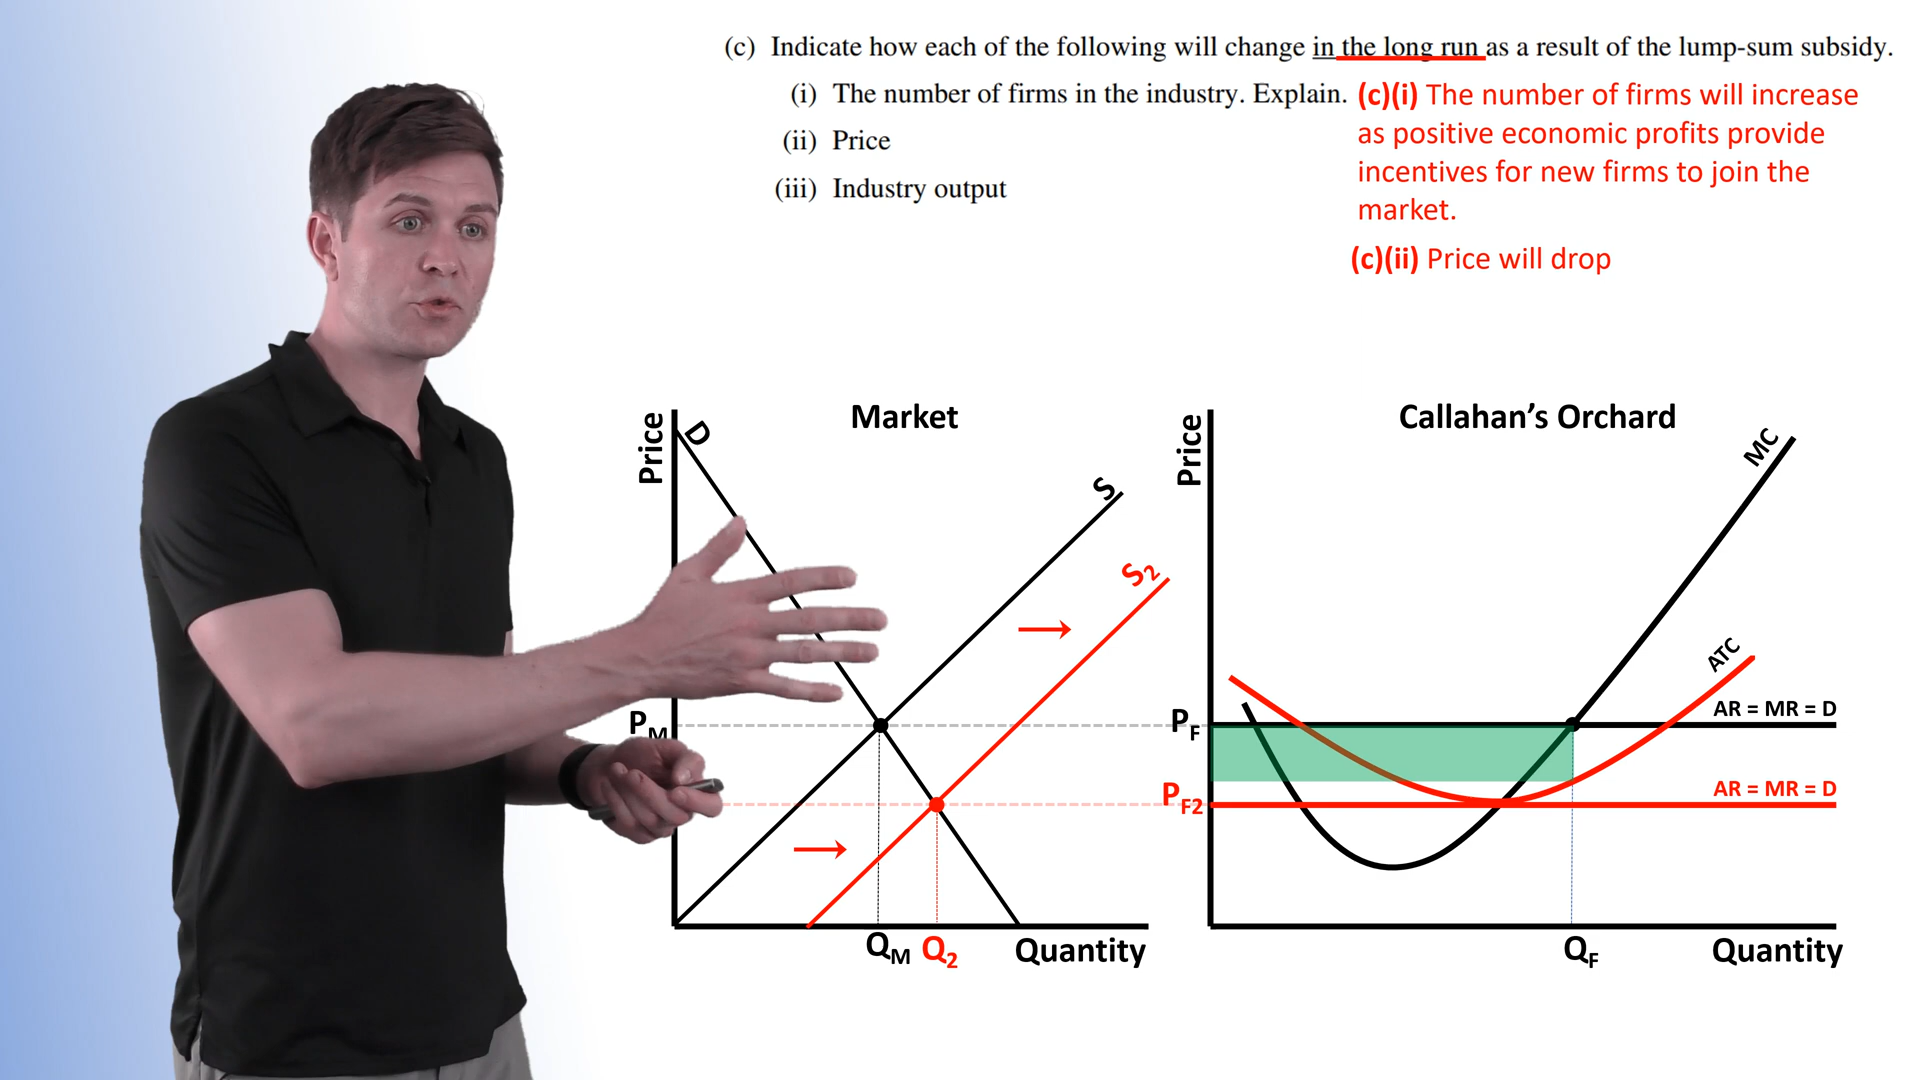 (c) Indicate how each of the following will change in the long run as a result of the lump-sum subsidy.
(i) The number of firms in the industry. Explain.
(ii) Price
(iii) Industry output
(c)(i) The number of firms will increase
as positive economic profits provide
incentives for new firms to join the
market.
(c)(ii) Price will drop
Market
Price
D
S
S2
PM
QM
Q2
Quantity
Callahan's Orchard
Price
MC
ATC
AR = MR = D
PF
AR = MR = D
PF2
QF
Quantity